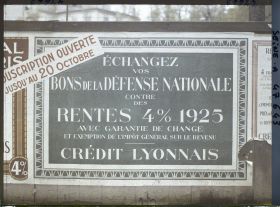 SOUSCRIPTION OUVERTE
JUSQU'AU 20 OCTOBRE
ÉCHANGEZ
VOS
BONS DE LA DÉFENSE NATIONALE
CONTRE
DES
RENTES 4% 1925
AVEC GARANTIE DE CHANGE
ET EXEMPTION DE L'IMPÔT GÉNÉRAL SUR LE REVENU
CRÉDIT LYONNAIS
4%